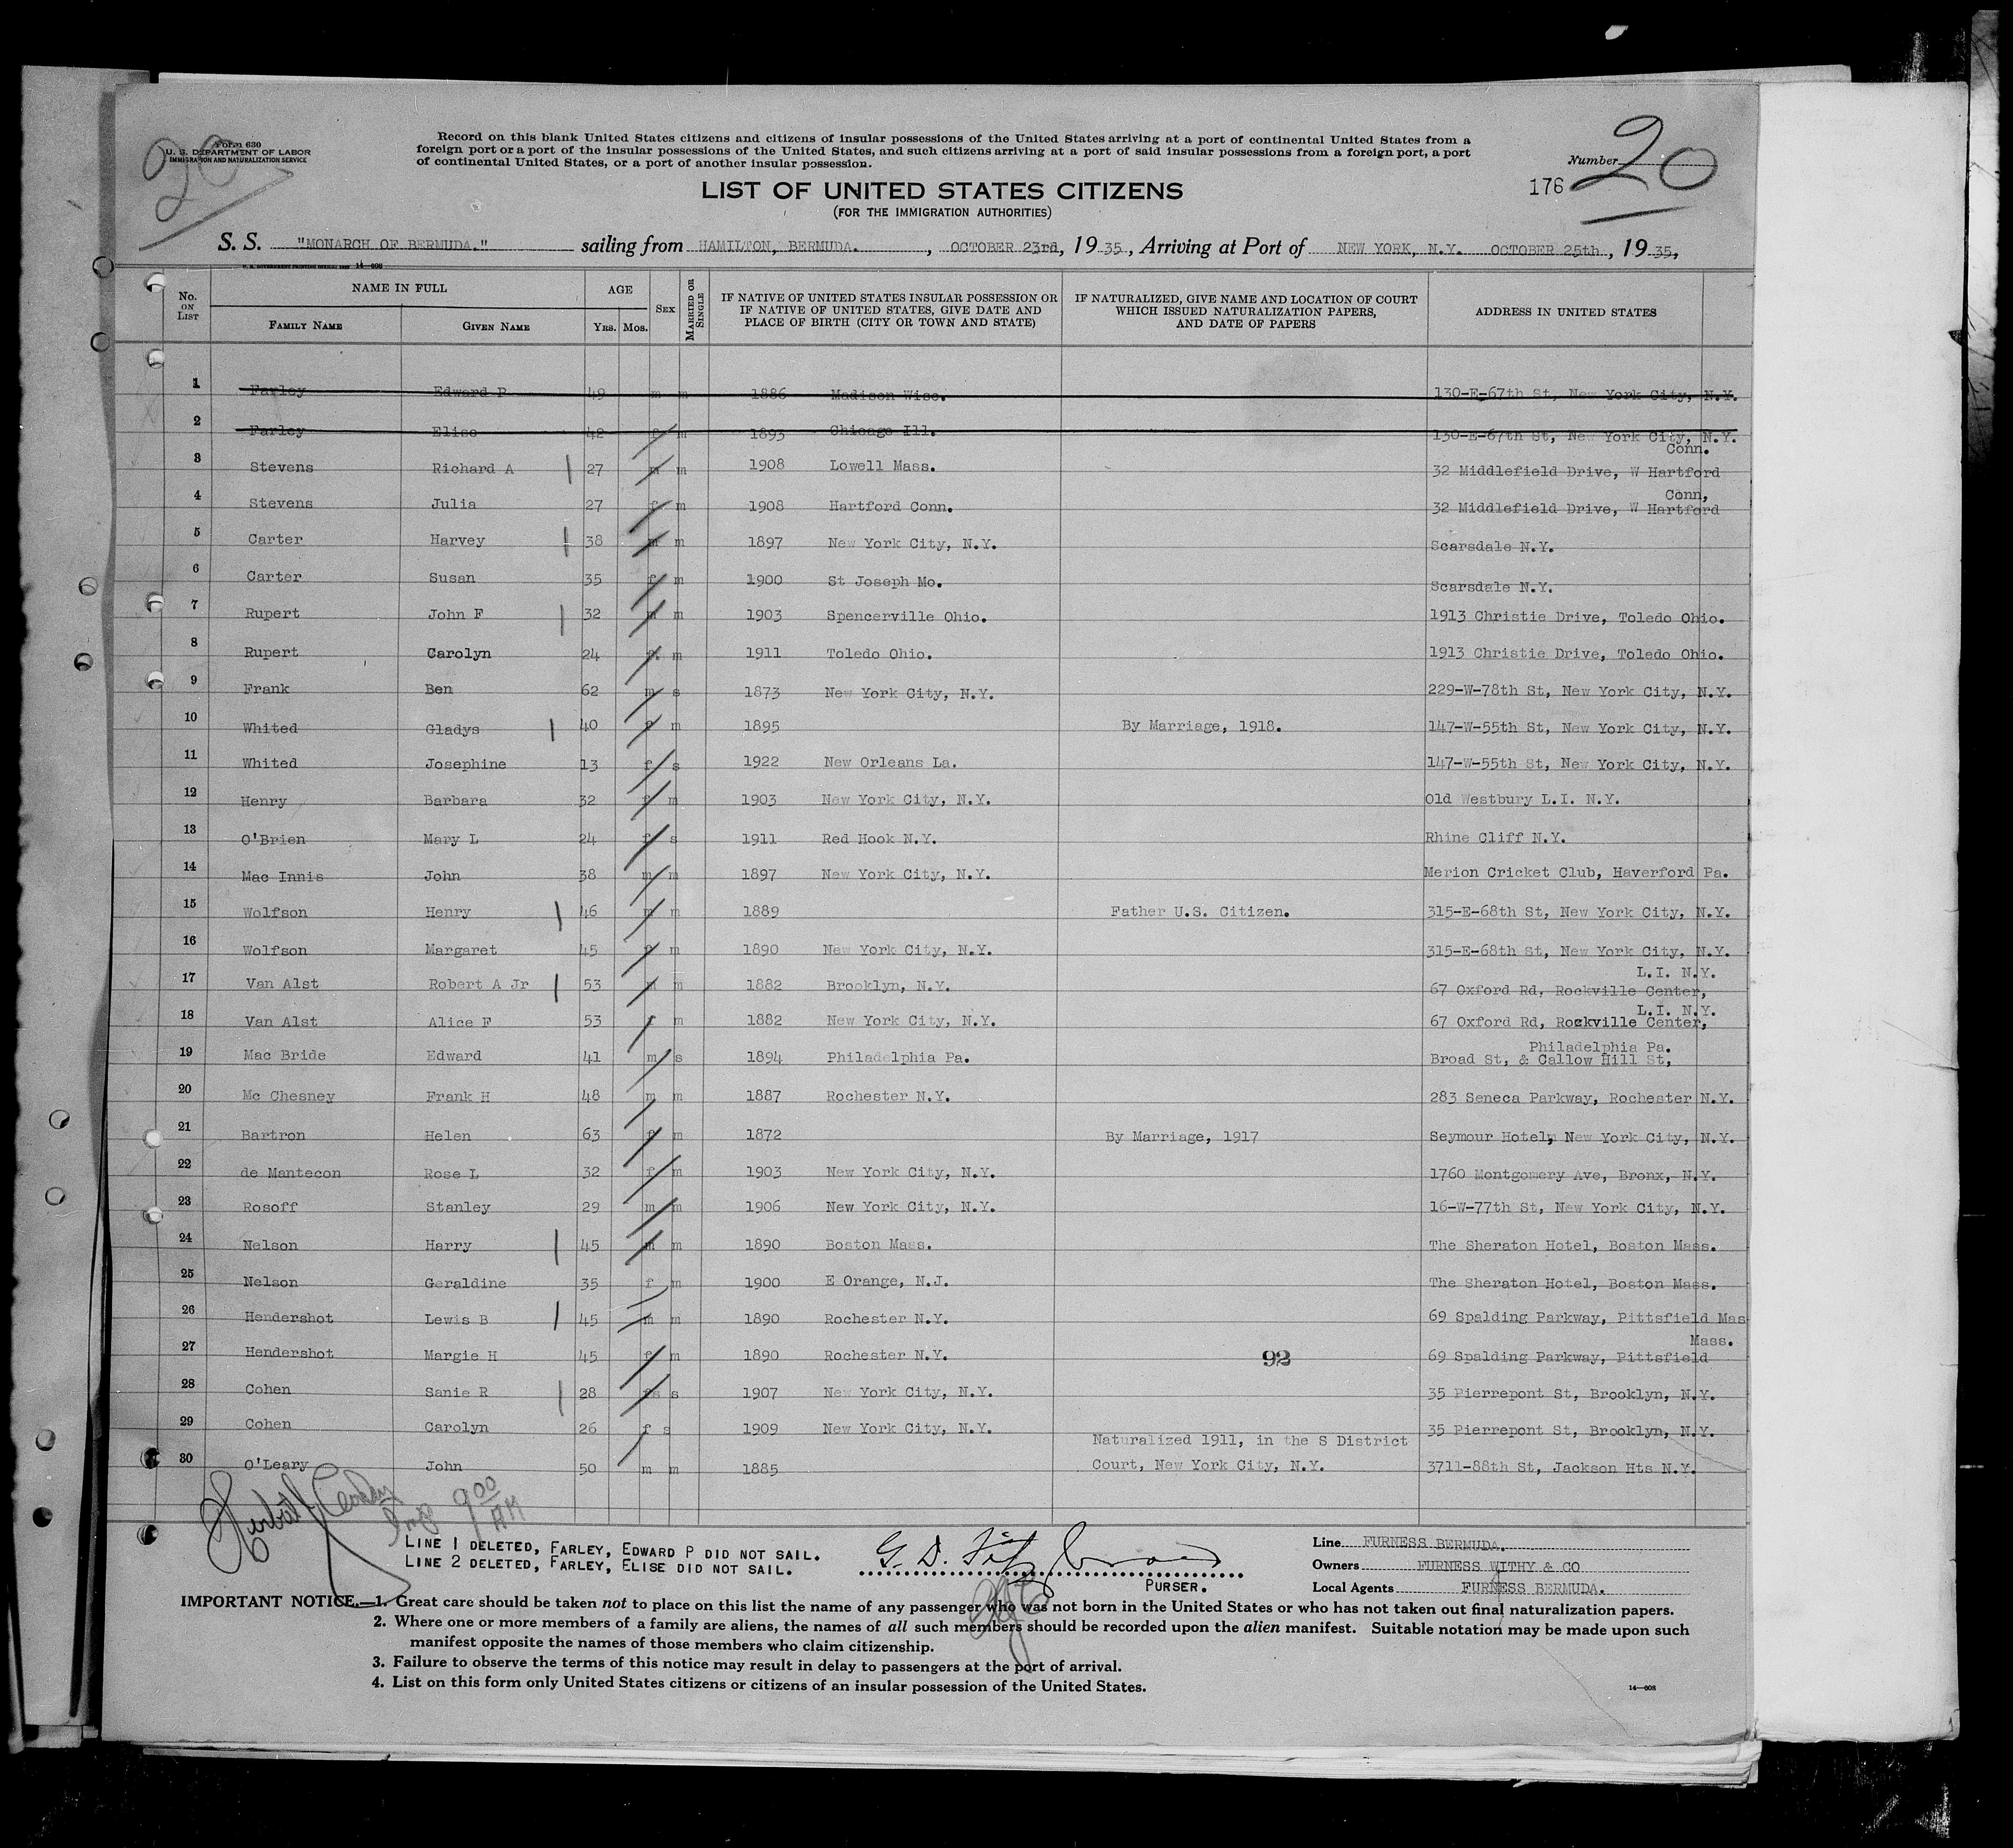 Form 630
U. S. DEPARTMENT OF LABOR
IMMIGRATION AND NATURALIZATION SERVICE
20
Record on this blank United States citizens and citizens of insular possessions of the United States arriving at a port of continental United States from a
foreign port or a port of the insular possessions of the United States, and such citizens arriving at a port of said insular possessions from a foreign port, a port
of continental United States, or a port of another insular possession.
Number 20
176
LIST OF UNITED STATES CITIZENS
(FOR THE IMMIGRATION AUTHORITIES)
S. S. "MONARCH OF BERMUDA." sailing from HAMILTON, BERMUDA. , OCTOBER 23rd, 19 35, Arriving at Port of NEW YORK, N.Y. OCTOBER 25th, 19 35,
No. ON LIST NAME IN FULL FAMILY NAME GIVEN NAME AGE YRS. MOS. SEX MARRIED OR SINGLE IF NATIVE OF UNITED STATES INSULAR POSSESSION OR IF NATIVE OF UNITED STATES, GIVE DATE AND PLACE OF BIRTH (CITY OR TOWN AND STATE) IF NATURALIZED, GIVE NAME AND LOCATION OF COURT WHICH ISSUED NATURALIZATION PAPERS, AND DATE OF PAPERS ADDRESS IN UNITED STATES
1 Farley Edward P 49 m m 1886 Madison Wisc. 130-E-67th St, New York City, N.Y.
2 Farley Elise 42 f m 1893 Chicago Ill. 130-E-67th St, New York City, N.Y.
3 Stevens Richard A 27 m m 1908 Lowell Mass. 32 Middlefield Drive, W Hartford Conn.
4 Stevens Julia 27 f m 1908 Hartford Conn. 32 Middlefield Drive, W Hartford Conn,
5 Carter Harvey 38 m m 1897 New York City, N.Y. Scarsdale N.Y.
6 Carter Susan 35 f m 1900 St Joseph Mo. Scarsdale N.Y.
7 Rupert John F 32 m m 1903 Spencerville Ohio. 1913 Christie Drive, Toledo Ohio.
8 Rupert Carolyn 24 f m 1911 Toledo Ohio. 1913 Christie Drive, Toledo Ohio.
9 Frank Ben 62 m s 1873 New York City, N.Y. 229-W-78th St, New York City, N.Y.
10 Whited Gladys 40 f m 1895 By Marriage, 1918. 147-W-55th St, New York City, N.Y.
11 Whited Josephine 13 f s 1922 New Orleans La. 147-W-55th St, New York City, N.Y.
12 Henry Barbara 32 f m 1903 New York City, N.Y. Old Westbury L.I. N.Y.
13 O'Brien Mary L 24 f s 1911 Red Hook N.Y. Rhine Cliff N.Y.
14 Mac Innis John 38 m m 1897 New York City, N.Y. Merion Cricket Club, Haverford Pa.
15 Wolfson Henry 46 m m 1889 Father U.S. Citizen. 315-E-68th St, New York City, N.Y.
16 Wolfson Margaret 45 f m 1890 New York City, N.Y. 315-E-68th St, New York City, N.Y.
17 Van Alst Robert A Jr 53 m m 1882 Brooklyn, N.Y. 67 Oxford Rd, Rockville Center, L.I. N.Y.
18 Van Alst Alice F 53 f m 1882 New York City, N.Y. 67 Oxford Rd, Rockville Center, L.I. N.Y.
19 Mac Bride Edward 41 m s 1894 Philadelphia Pa. Broad St, & Callow Hill St, Philadelphia Pa.
20 Mc Chesney Frank H 48 m m 1887 Rochester N.Y. 283 Seneca Parkway, Rochester N.Y.
21 Bartron Helen 63 f m 1872 By Marriage, 1917 Seymour Hotel, New York City, N.Y.
22 de Mantecon Rose L 32 f m 1903 New York City, N.Y. 1760 Montgomery Ave, Bronx, N.Y.
23 Rosoff Stanley 29 m m 1906 New York City, N.Y. 16-W-77th St, New York City, N.Y.
24 Nelson Harry 45 m m 1890 Boston Mass. The Sheraton Hotel, Boston Mass.
25 Nelson Geraldine 35 f m 1900 E Orange, N.J. The Sheraton Hotel, Boston Mass.
26 Hendershot Lewis B 45 m m 1890 Rochester N.Y. 69 Spalding Parkway, Pittsfield Mas
27 Hendershot Margie H 45 f m 1890 Rochester N.Y. 92 69 Spalding Parkway, Pittsfield Mass.
28 Cohen Sanie R 28 s 1907 New York City, N.Y. 35 Pierrepont St, Brooklyn, N.Y.
29 Cohen Carolyn 26 f s 1909 New York City, N.Y. 35 Pierrepont St, Brooklyn, N.Y.
30 O'Leary John 50 m m 1885 Naturalized 1911, in the S District Court, New York City, N.Y. 3711-88th St, Jackson Hts N.Y.
9 00 AM
LINE 1 DELETED, FARLEY, EDWARD P DID NOT SAIL.
LINE 2 DELETED, FARLEY, ELISE DID NOT SAIL.
G. D. Fitzgerald
PURSER.
Line FURNESS BERMUDA.
Owners FURNESS WITHY & CO
Local Agents FURNESS BERMUDA.
IMPORTANT NOTICE.—1. Great care should be taken not to place on this list the name of any passenger who was not born in the United States or who has not taken out final naturalization papers.
2. Where one or more members of a family are aliens, the names of all such members should be recorded upon the alien manifest. Suitable notation may be made upon such
manifest opposite the names of those members who claim citizenship.
3. Failure to observe the terms of this notice may result in delay to passengers at the port of arrival.
4. List on this form only United States citizens or citizens of an insular possession of the United States.
14—608